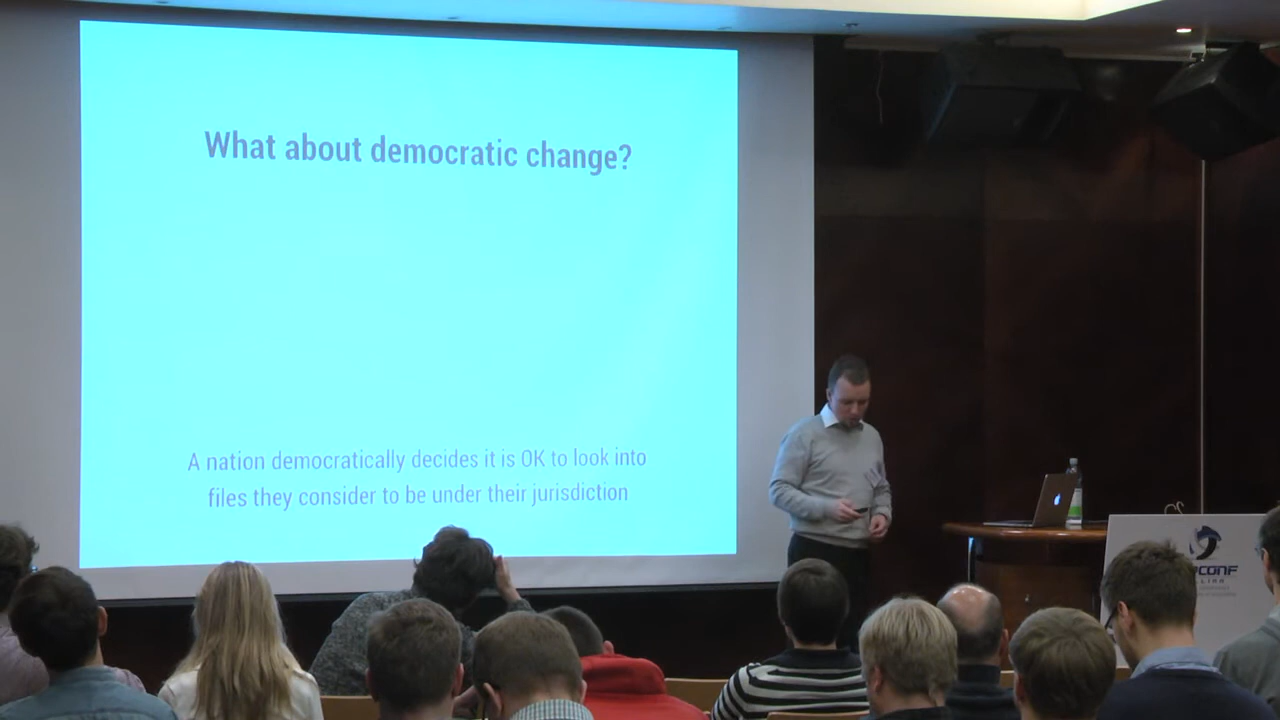 What about democratic change?
A nation democratically decides it is OK to look into
files they consider to be under their jurisdiction